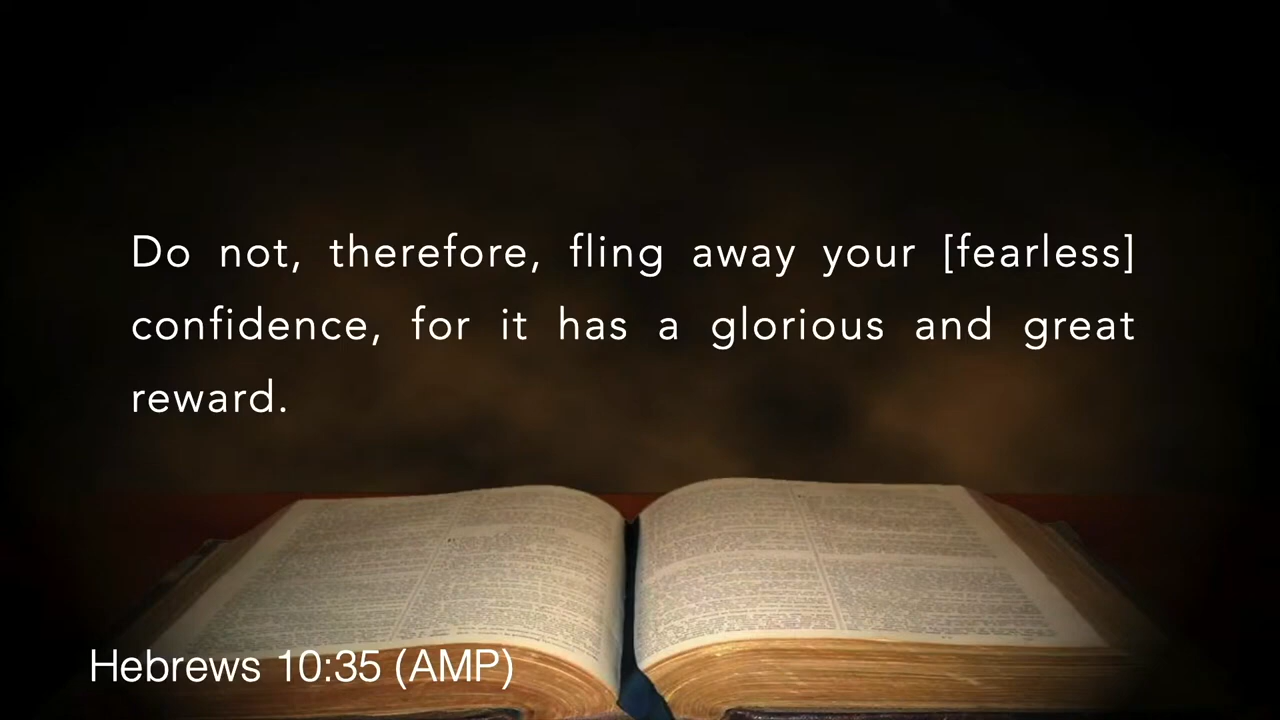 Do not, therefore, fling away your [fearless]
confidence, for it has a glorious and great
reward.
Hebrews 10:35 (AMP)